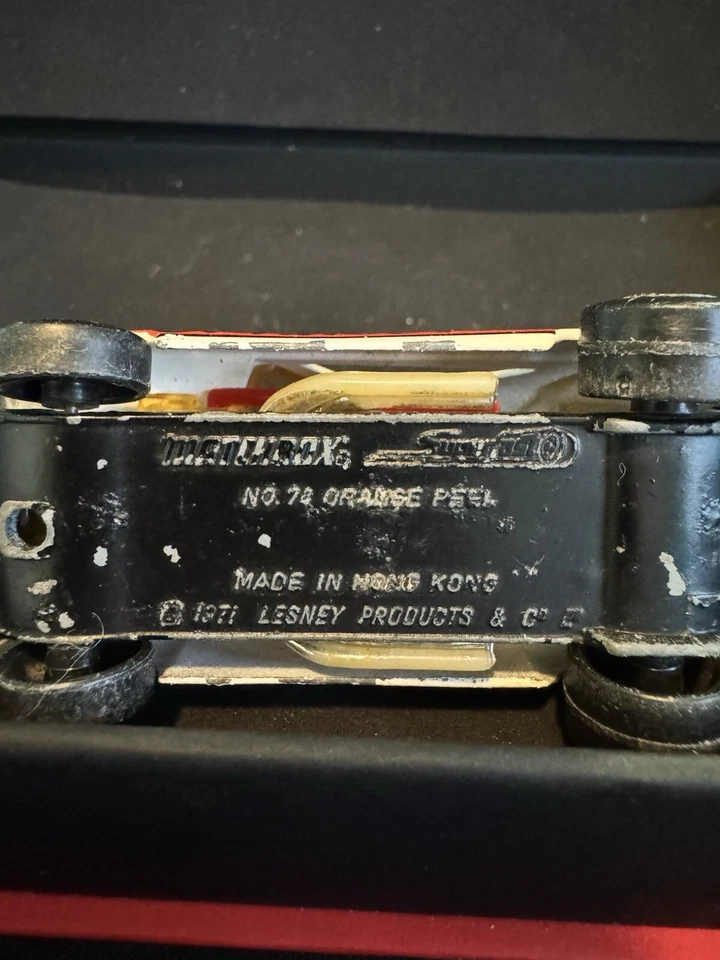 MATCHBOX Superfast
NO. 74 ORANGE PEEL
MADE IN HONG KONG
© 1971 LESNEY PRODUCTS & Cº